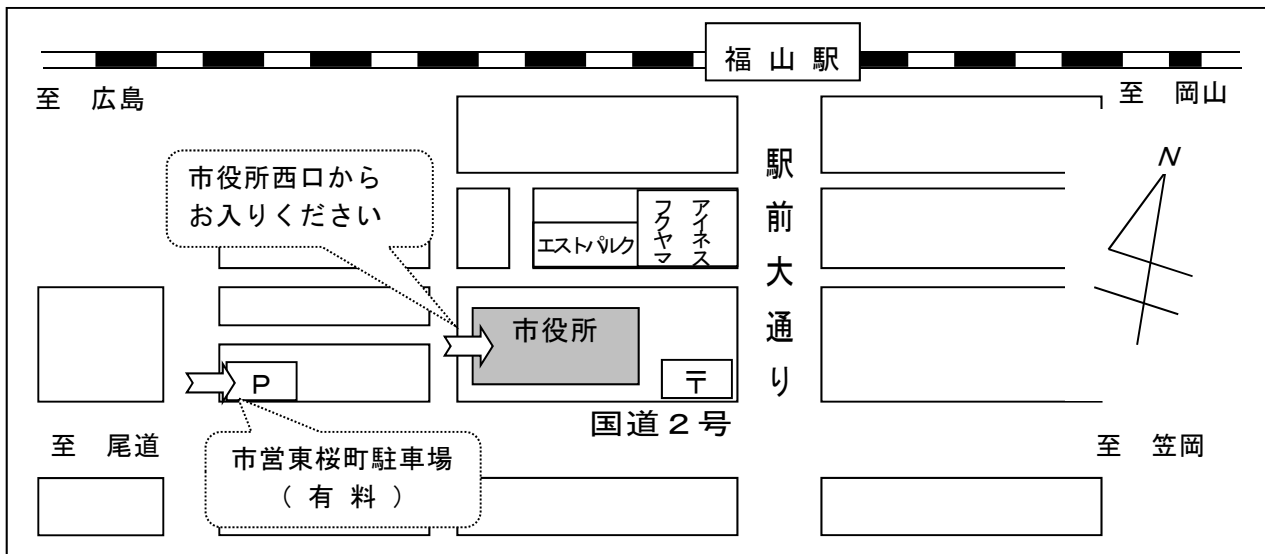 福山駅
至　広島
至　岡山
市役所西口から
お入りください
駅前大通り
N
エストパルク
アイネス
フクヤマ
市役所
P
〒
国道２号
至　尾道
市営東桜町駐車場
（有料）
至　笠岡